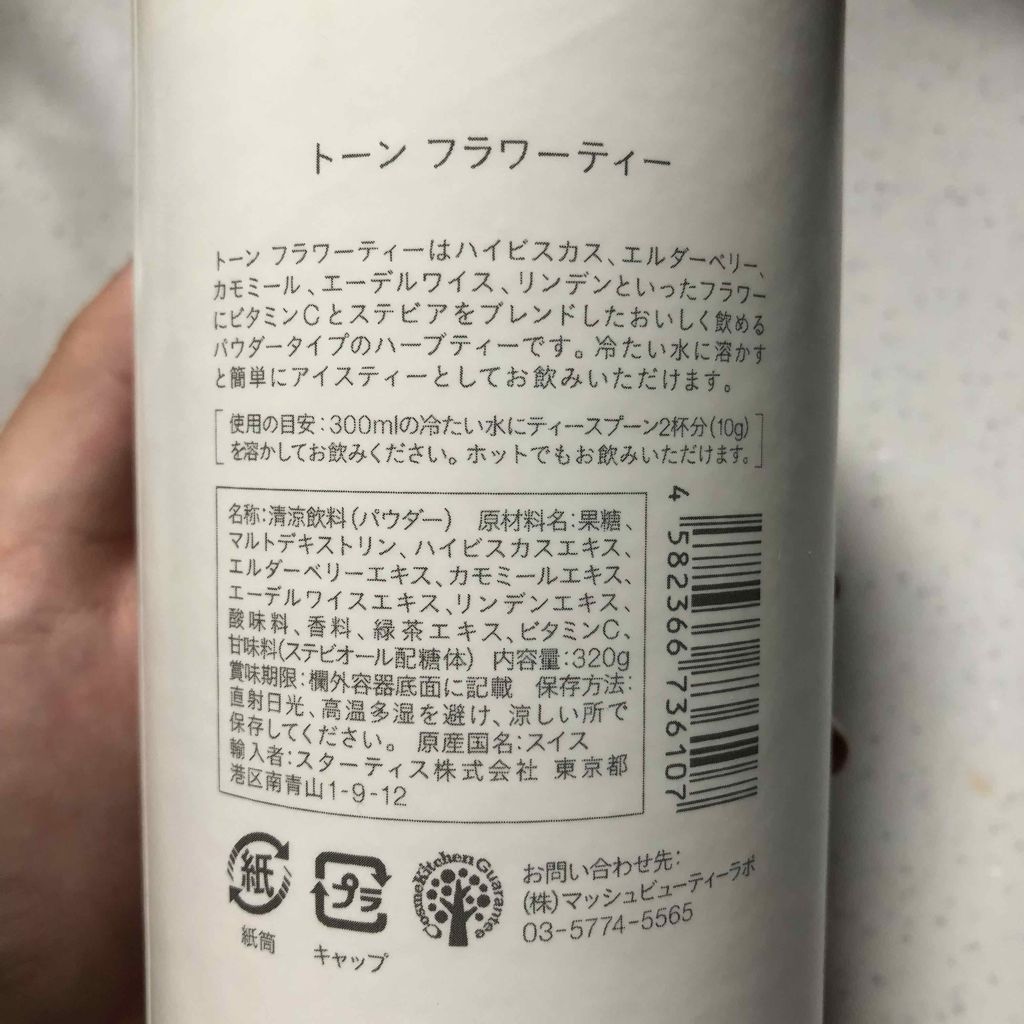 トーン フラワーティー
トーン フラワーティーはハイビスカス、エルダーベリー、
カモミール、エーデルワイス、リンデンといったフラワー
にビタミンCとステビアをブレンドしたおいしく飲める
パウダータイプのハーブティーです。冷たい水に溶かす
と簡単にアイスティーとしてお飲みいただけます。
使用の目安:300mlの冷たい水にティースプーン2杯分(10g)
を溶かしてお飲みください。ホットでもお飲みいただけます。
名称:清涼飲料(パウダー) 原材料名:果糖、
マルトデキストリン、ハイビスカスエキス、
エルダーベリーエキス、カモミールエキス、
エーデルワイスエキス、リンデンエキス、
酸味料、香料、緑茶エキス、ビタミンC、
甘味料(ステビオール配糖体) 内容量:320g
賞味期限:欄外容器底面に記載 保存方法:
直射日光、高温多湿を避け、涼しい所で
保存してください。 原産国名:スイス
輸入者:スターティス株式会社 東京都
港区南青山1-9-12
4 582366 736107
紙
紙筒
プラ
キャップ
CosmeKitchen Guarantee
お問い合わせ先:
(株)マッシュビューティーラボ
03-5774-5565